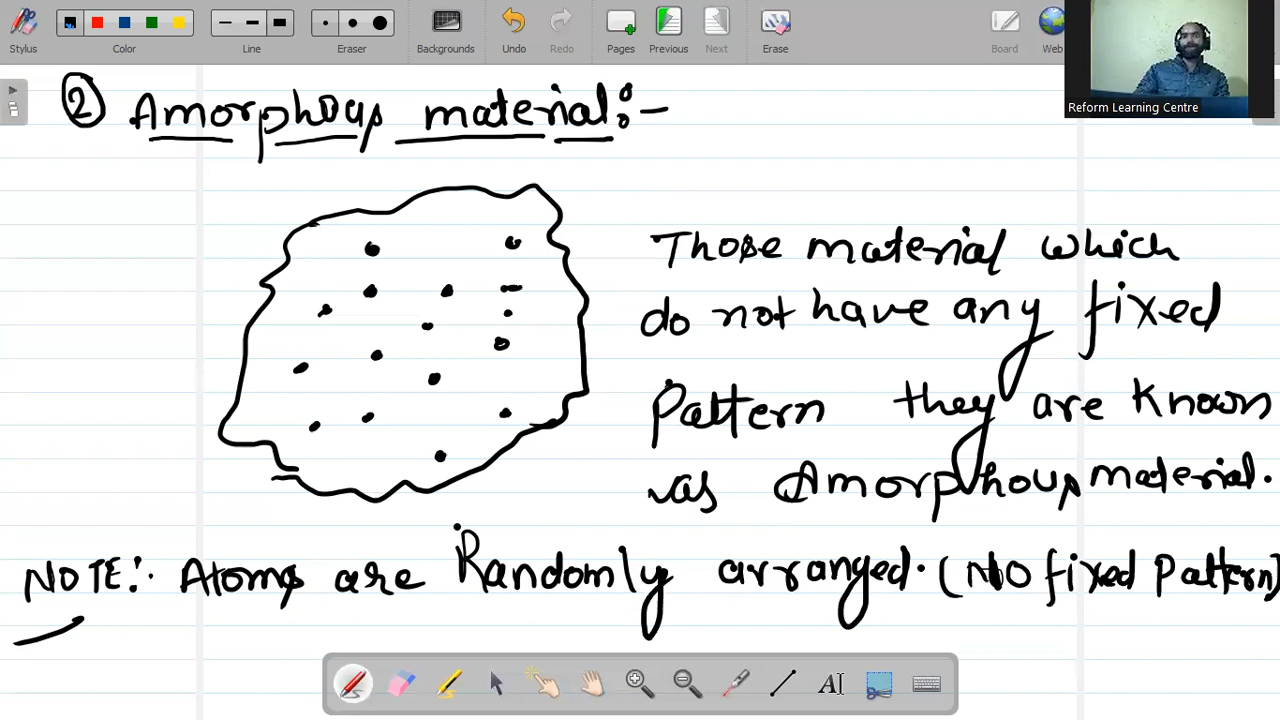 Stylus
Color
Line
Eraser
Backgrounds
Undo
Redo
Pages
Previous
Next
Erase
Board
Web
Reform Learning Centre
② Amorphous material:-
Those material which
do not have any fixed
Pattern they are known
as Amorphous material.
NOTE:. Atoms are Randomly arranged. (No fixed Pattern)